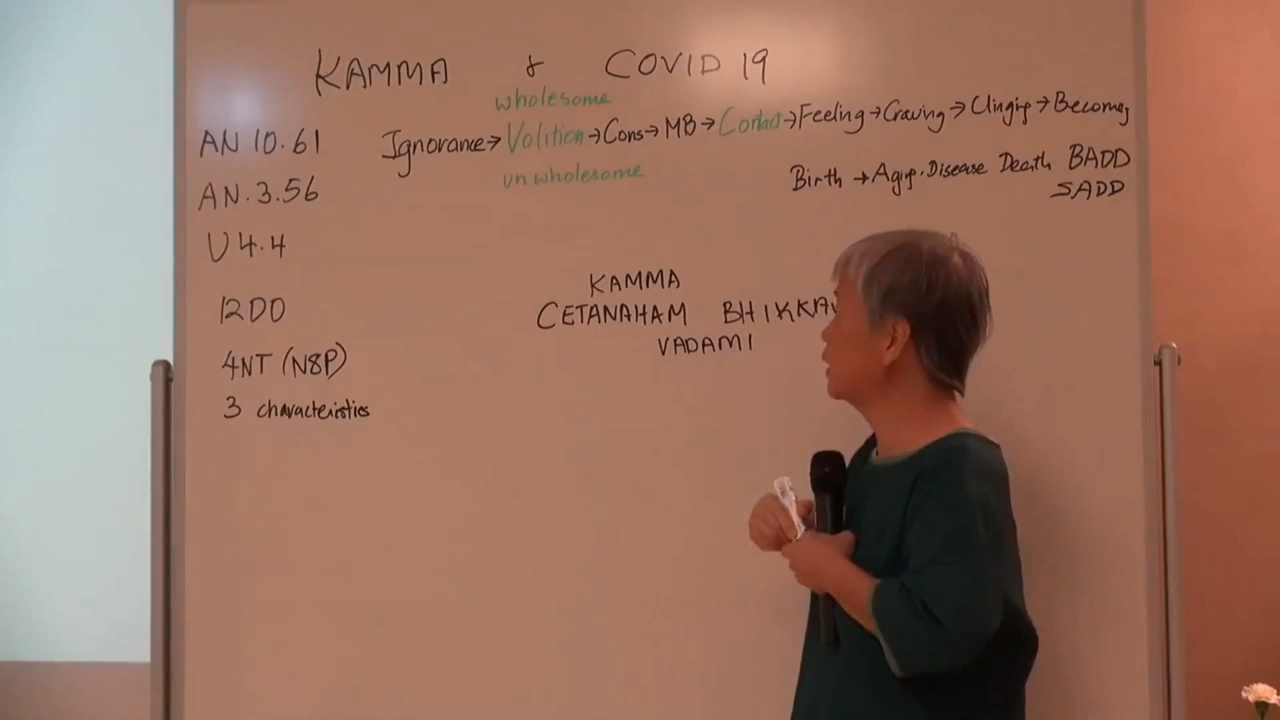 KAMMA & COVID 19
wholesome
Ignorance → Volition → Cons → MB → Contact → Feeling → Craving → Clinging → Becoming
unwholesome
Birth → Aging. Disease Death BADD
SADD
AN 10.61
AN. 3.56
U 4.4
12DO
4NT (N8P)
3 characteristics
KAMMA
CETANAHAM
VADAMI